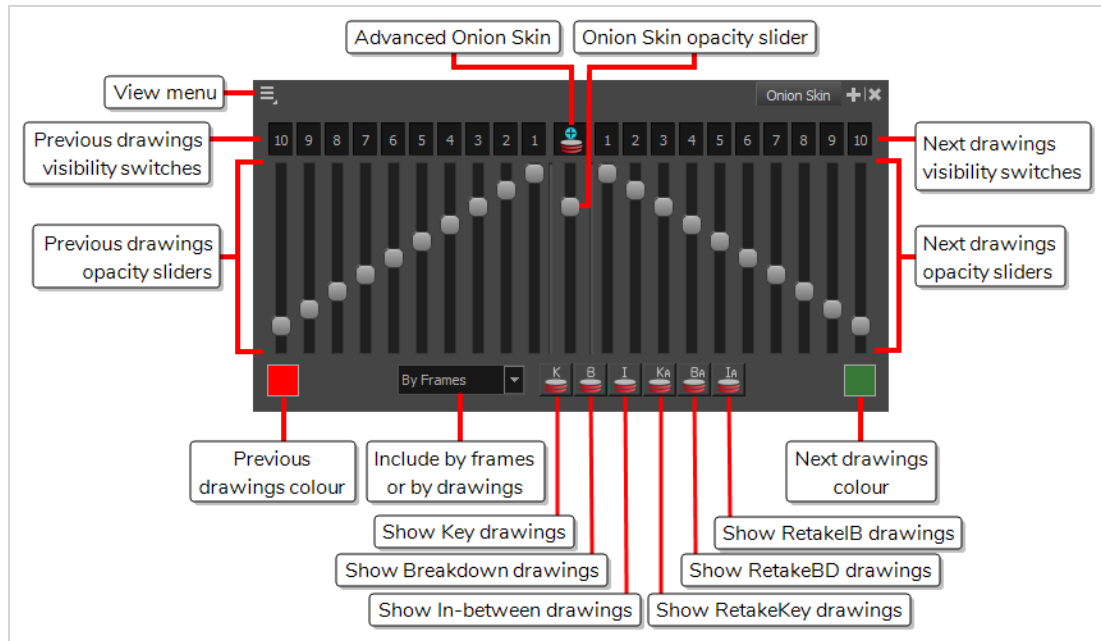 Advanced Onion Skin
Onion Skin opacity slider
View menu
Onion Skin
Previous drawings
visibility switches
10 9 8 7 6 5 4 3 2 1 1 2 3 4 5 6 7 8 9 10
Next drawings
visibility switches
Previous drawings
opacity sliders
Next drawings
opacity sliders
By Frames
K B I KA BA IA
Previous
drawings colour
Include by frames
or by drawings
Next drawings
colour
Show Key drawings
Show RetakeIB drawings
Show Breakdown drawings
Show RetakeBD drawings
Show In-between drawings
Show RetakeKey drawings